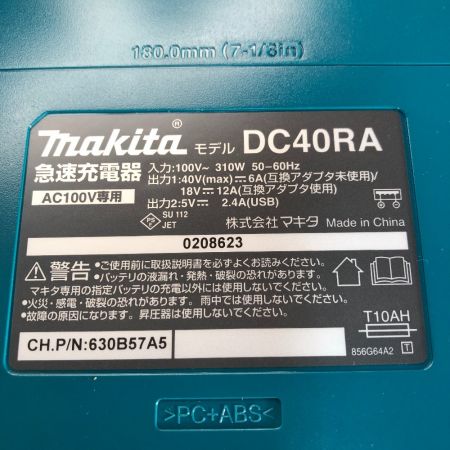 180.0mm (7-1/8in)
makita® モデル DC40RA
急速充電器
AC100V専用
入力:100V~ 310W 50-60Hz
出力1:40V(max)⎓6A(互換アダプタ未使用)/
18V⎓12A(互換アダプタ使用)
出力2:5V⎓ 2.4A(USB)
PS E SU 112
JET
株式会社 マキタ Made in China
0208623
⚠警告 •ご使用前に取扱説明書を必ずよくお読みください。
•バッテリの液漏れ・発熱・破裂の恐れがあります。
マキタ専用の指定バッテリの充電以外には使用しないでください。
•火災・感電・破裂の恐れがあります。雨中では使用しないでください。
•故障の原因になります。昇圧器は使用しないでください。
T10AH
CH.P/N:630B57A5
856G64A2 T
>PC+ABS<